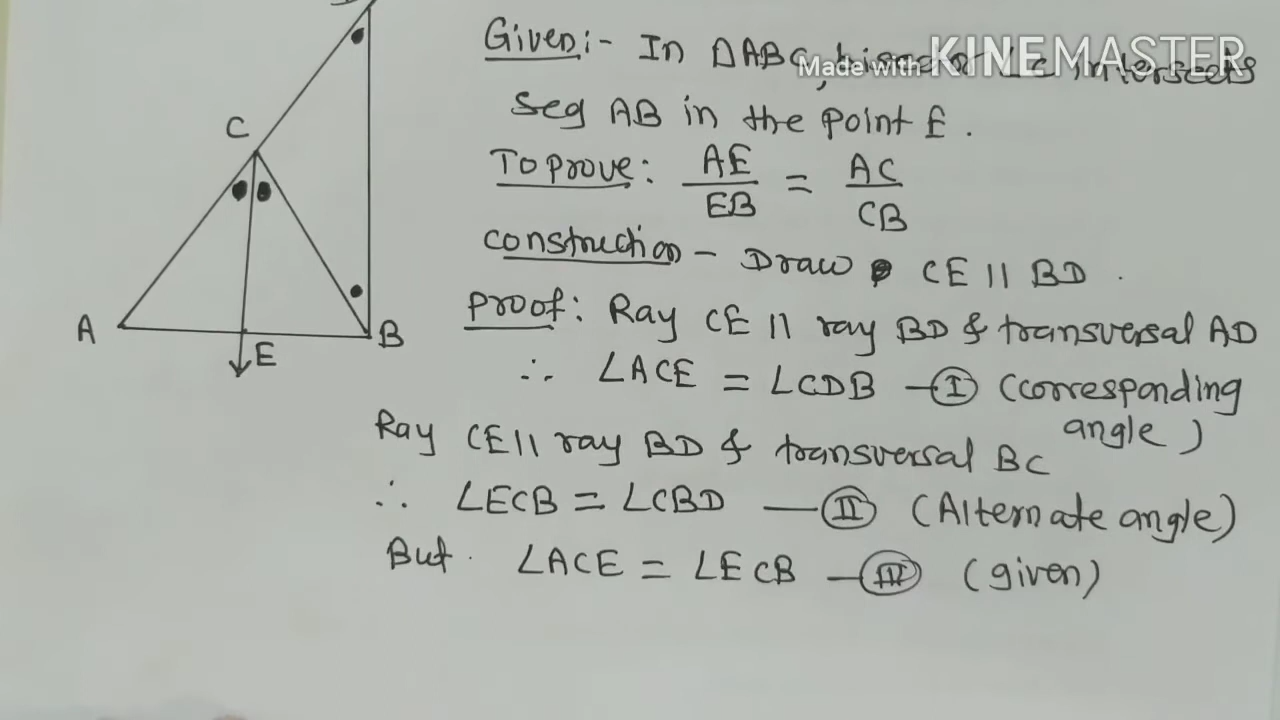 Given:- In ΔABC, intersects
Made with KINEMASTER
seg AB in the point E.
To prove: AE/EB = AC/CB
Construction - Draw CE || BD.
Proof: Ray CE || ray BD & transversal AD
∴ ∠ACE = ∠CDB — I (corresponding
angle)
Ray CE || ray BD & transversal BC
∴ ∠ECB = ∠CBD — II (Alternate angle)
But ∠ACE = ∠ECB — III (given)
C
A
B
E